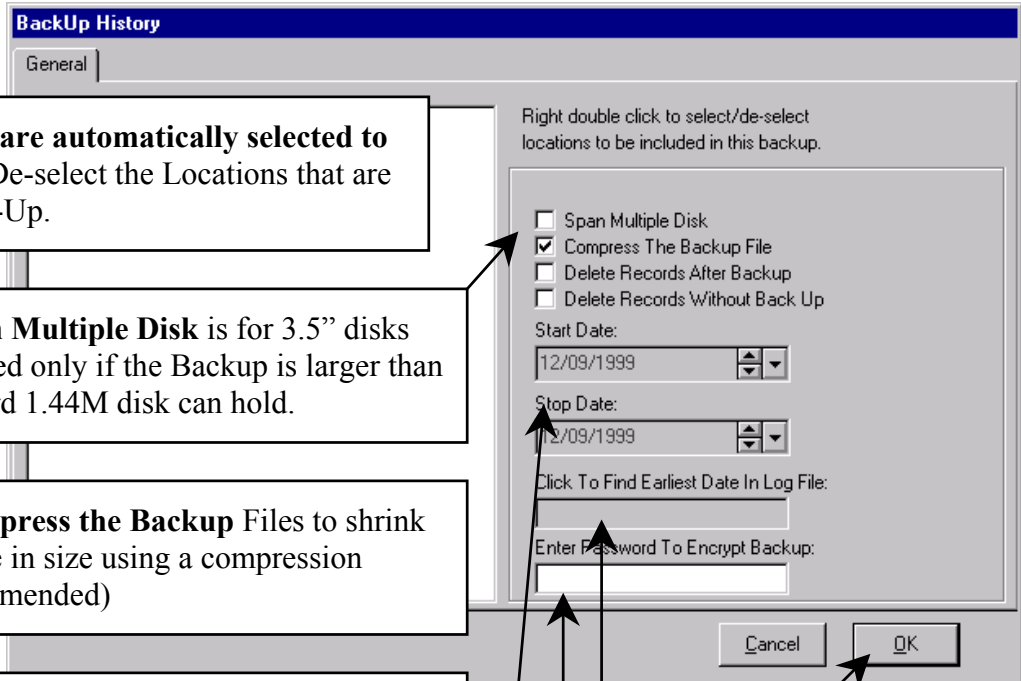 BackUp History
General
are automatically selected to
De-select the Locations that are
-Up.
Multiple Disk is for 3.5” disks
ed only if the Backup is larger than
rd 1.44M disk can hold.
press the Backup Files to shrink
e in size using a compression
mended)
Right double click to select/de-select
locations to be included in this backup.
Span Multiple Disk
Compress The Backup File
Delete Records After Backup
Delete Records Without Back Up
Start Date:
12/09/1999
Stop Date:
12/09/1999
Click To Find Earliest Date In Log File:
Enter Password To Encrypt Backup:
Cancel
OK